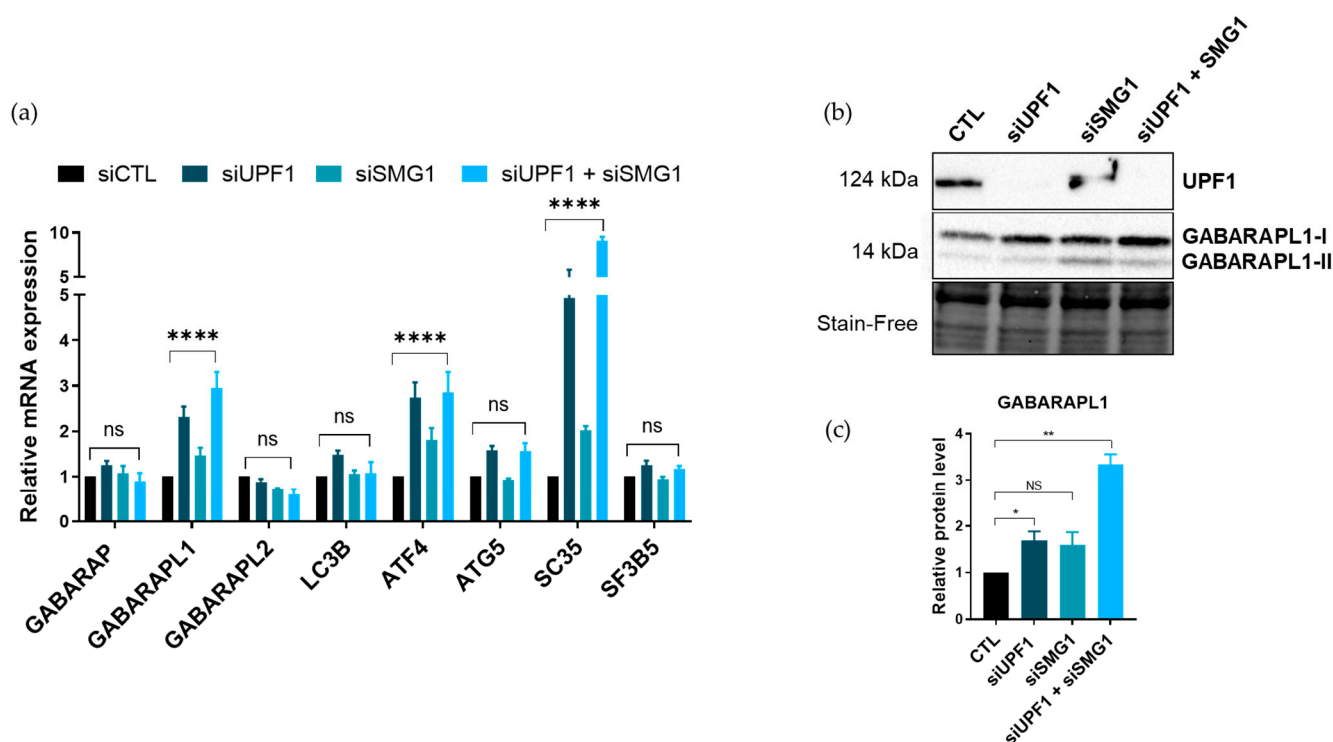 (a)
siCTL siUPF1 siSMG1 siUPF1 + siSMG1
Relative mRNA expression
10
5
5
4
3
2
1
0
ns
****
ns
ns
****
ns
****
ns
GABARAP
GABARAPL1
GABARAPL2
LC3B
ATF4
ATG5
SC35
SF3B5
(b)
CTL
siUPF1
siSMG1
siUPF1 + SMG1
124 kDa
UPF1
14 kDa
GABARAPL1-I
GABARAPL1-II
Stain-Free
(c)
GABARAPL1
Relative protein level
4
3
2
1
0
**
NS
*
CTL
siUPF1
siSMG1
siUPF1 + siSMG1